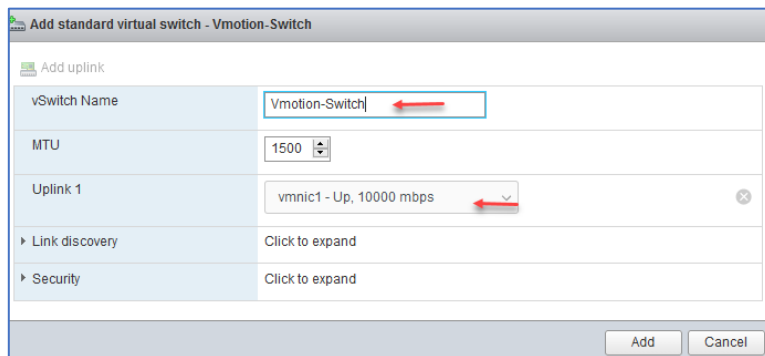 Add standard virtual switch - Vmotion-Switch
Add uplink
vSwitch Name
Vmotion-Switch
MTU
1500
Uplink 1
vmnic1 - Up, 10000 mbps
Link discovery
Click to expand
Security
Click to expand
Add
Cancel